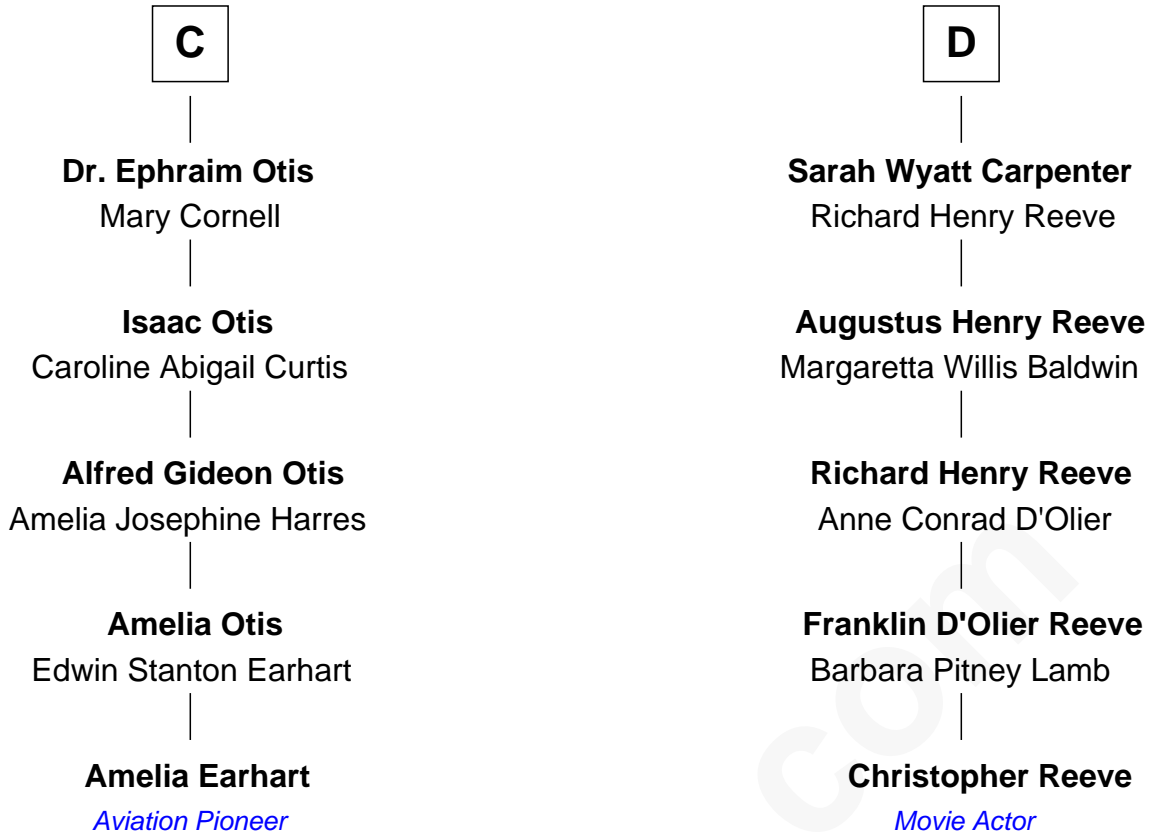 C
Dr. Ephraim Otis
Mary Cornell
Isaac Otis
Caroline Abigail Curtis
Alfred Gideon Otis
Amelia Josephine Harres
Amelia Otis
Edwin Stanton Earhart
Amelia Earhart
Aviation Pioneer
D
Sarah Wyatt Carpenter
Richard Henry Reeve
Augustus Henry Reeve
Margaretta Willis Baldwin
Richard Henry Reeve
Anne Conrad D'Olier
Franklin D'Olier Reeve
Barbara Pitney Lamb
Christopher Reeve
Movie Actor
com